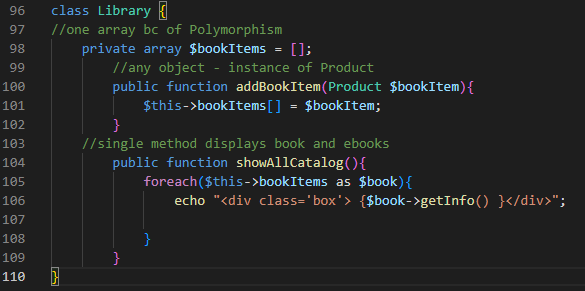 96 class Library {
97 //one array bc of Polymorphism
98 private array $bookItems = [];
99 //any object - instance of Product
100 public function addBookItem(Product $bookItem){
101 $this->bookItems[] = $bookItem;
102 }
103 //single method displays book and ebooks
104 public function showAllCatalog(){
105 foreach($this->bookItems as $book){
106 echo "<div class='box'> {$book->getInfo() }</div>";
107
108 }
109 }
110 }